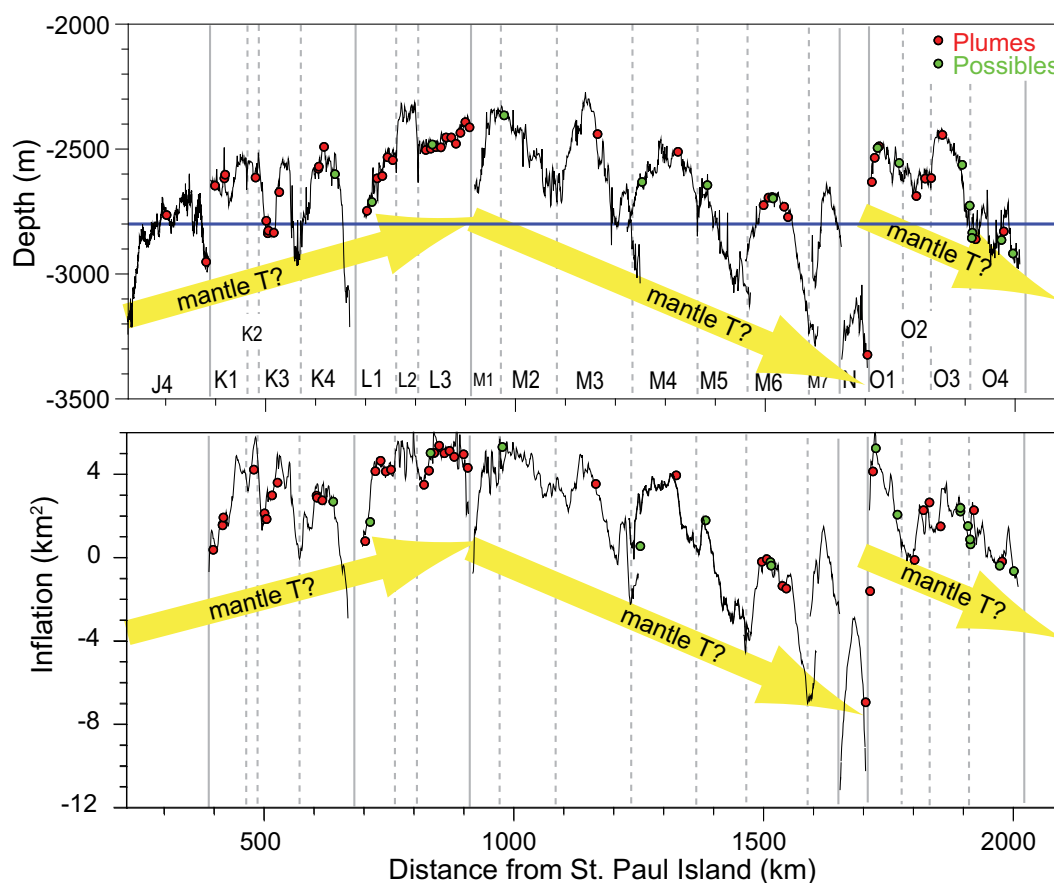 -2000
Plumes
Possibles
-2500
Depth (m)
-3000
mantle T?
mantle T?
mantle T?
K2
O2
J4 K1 K3 K4 L1 L2 L3 M1 M2 M3 M4 M5 M6 M7 N O1 O3 O4
-3500
4
0
mantle T?
mantle T?
mantle T?
Inflation (km²)
-4
-8
-12
500 1000 1500 2000
Distance from St. Paul Island (km)